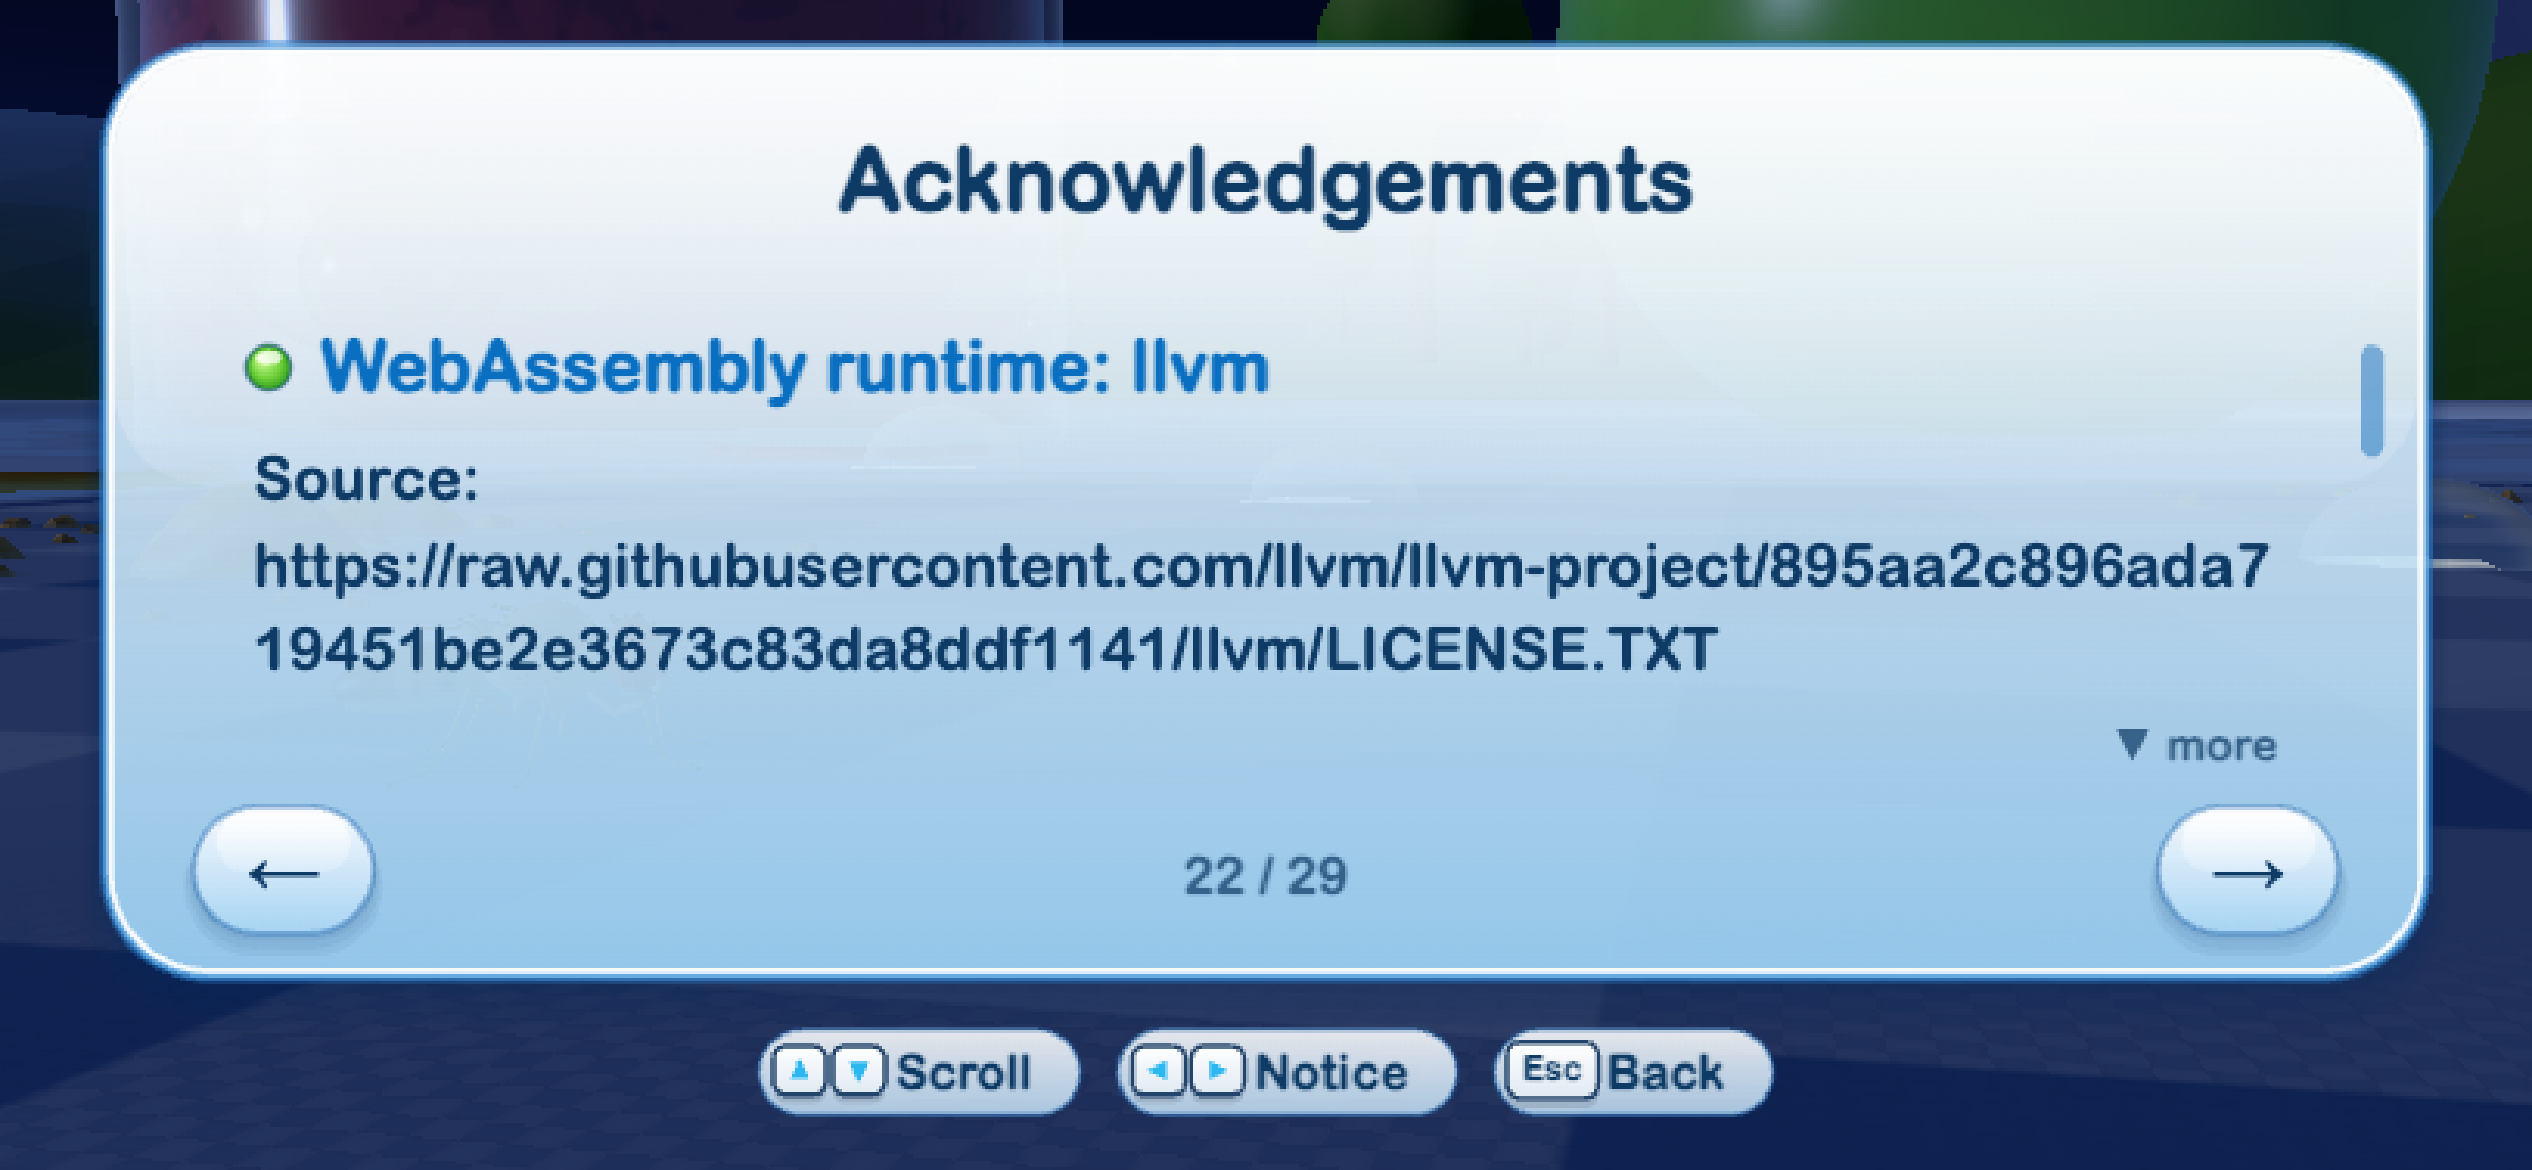 Acknowledgements
WebAssembly runtime: llvm
Source:
https://raw.githubusercontent.com/llvm/llvm-project/895aa2c896ada7
19451be2e3673c83da8ddf1141/llvm/LICENSE.TXT
▼ more
← 22 / 29 →
▲ ▼ Scroll ◀ ▶ Notice Esc Back